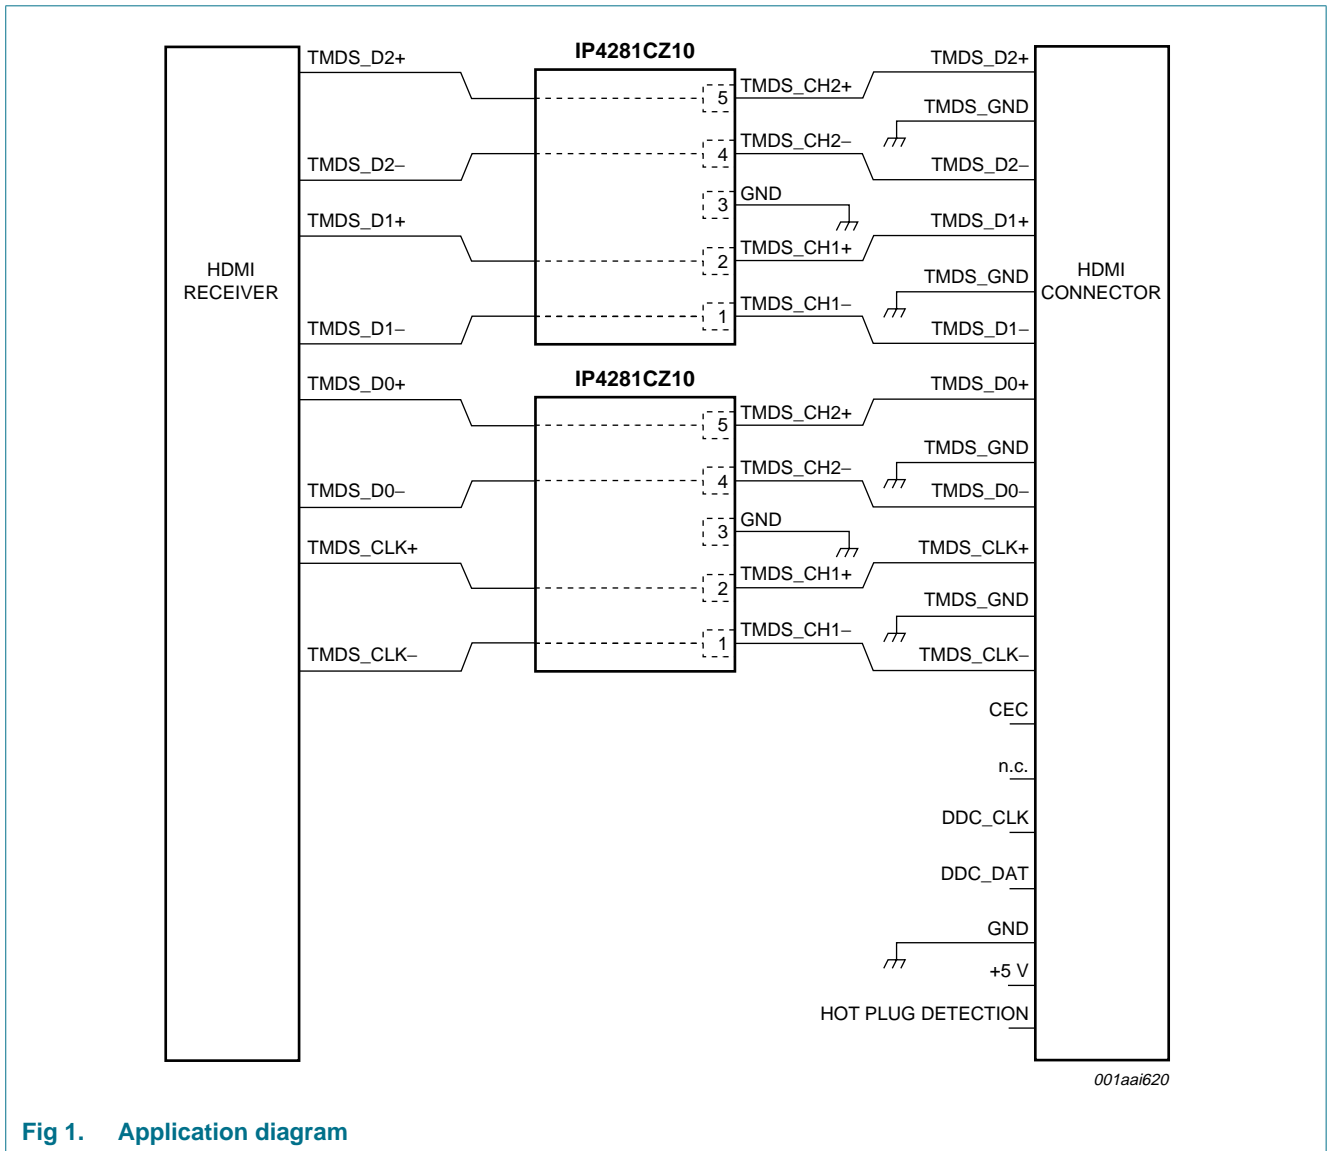 IP4281CZ10
TMDS_D2+
TMDS_D2+
5
TMDS_CH2+
TMDS_GND
4
TMDS_CH2−
TMDS_D2−
TMDS_D2−
3
GND
TMDS_D1+
TMDS_D1+
2
TMDS_CH1+
HDMI
RECEIVER
TMDS_GND
HDMI
CONNECTOR
1
TMDS_CH1−
TMDS_D1−
TMDS_D1−
IP4281CZ10
TMDS_D0+
TMDS_D0+
5
TMDS_CH2+
TMDS_GND
4
TMDS_CH2−
TMDS_D0−
TMDS_D0−
3
GND
TMDS_CLK+
TMDS_CLK+
2
TMDS_CH1+
TMDS_GND
1
TMDS_CH1−
TMDS_CLK−
TMDS_CLK−
CEC
n.c.
DDC_CLK
DDC_DAT
GND
+5 V
HOT PLUG DETECTION
001aai620
Fig 1. Application diagram